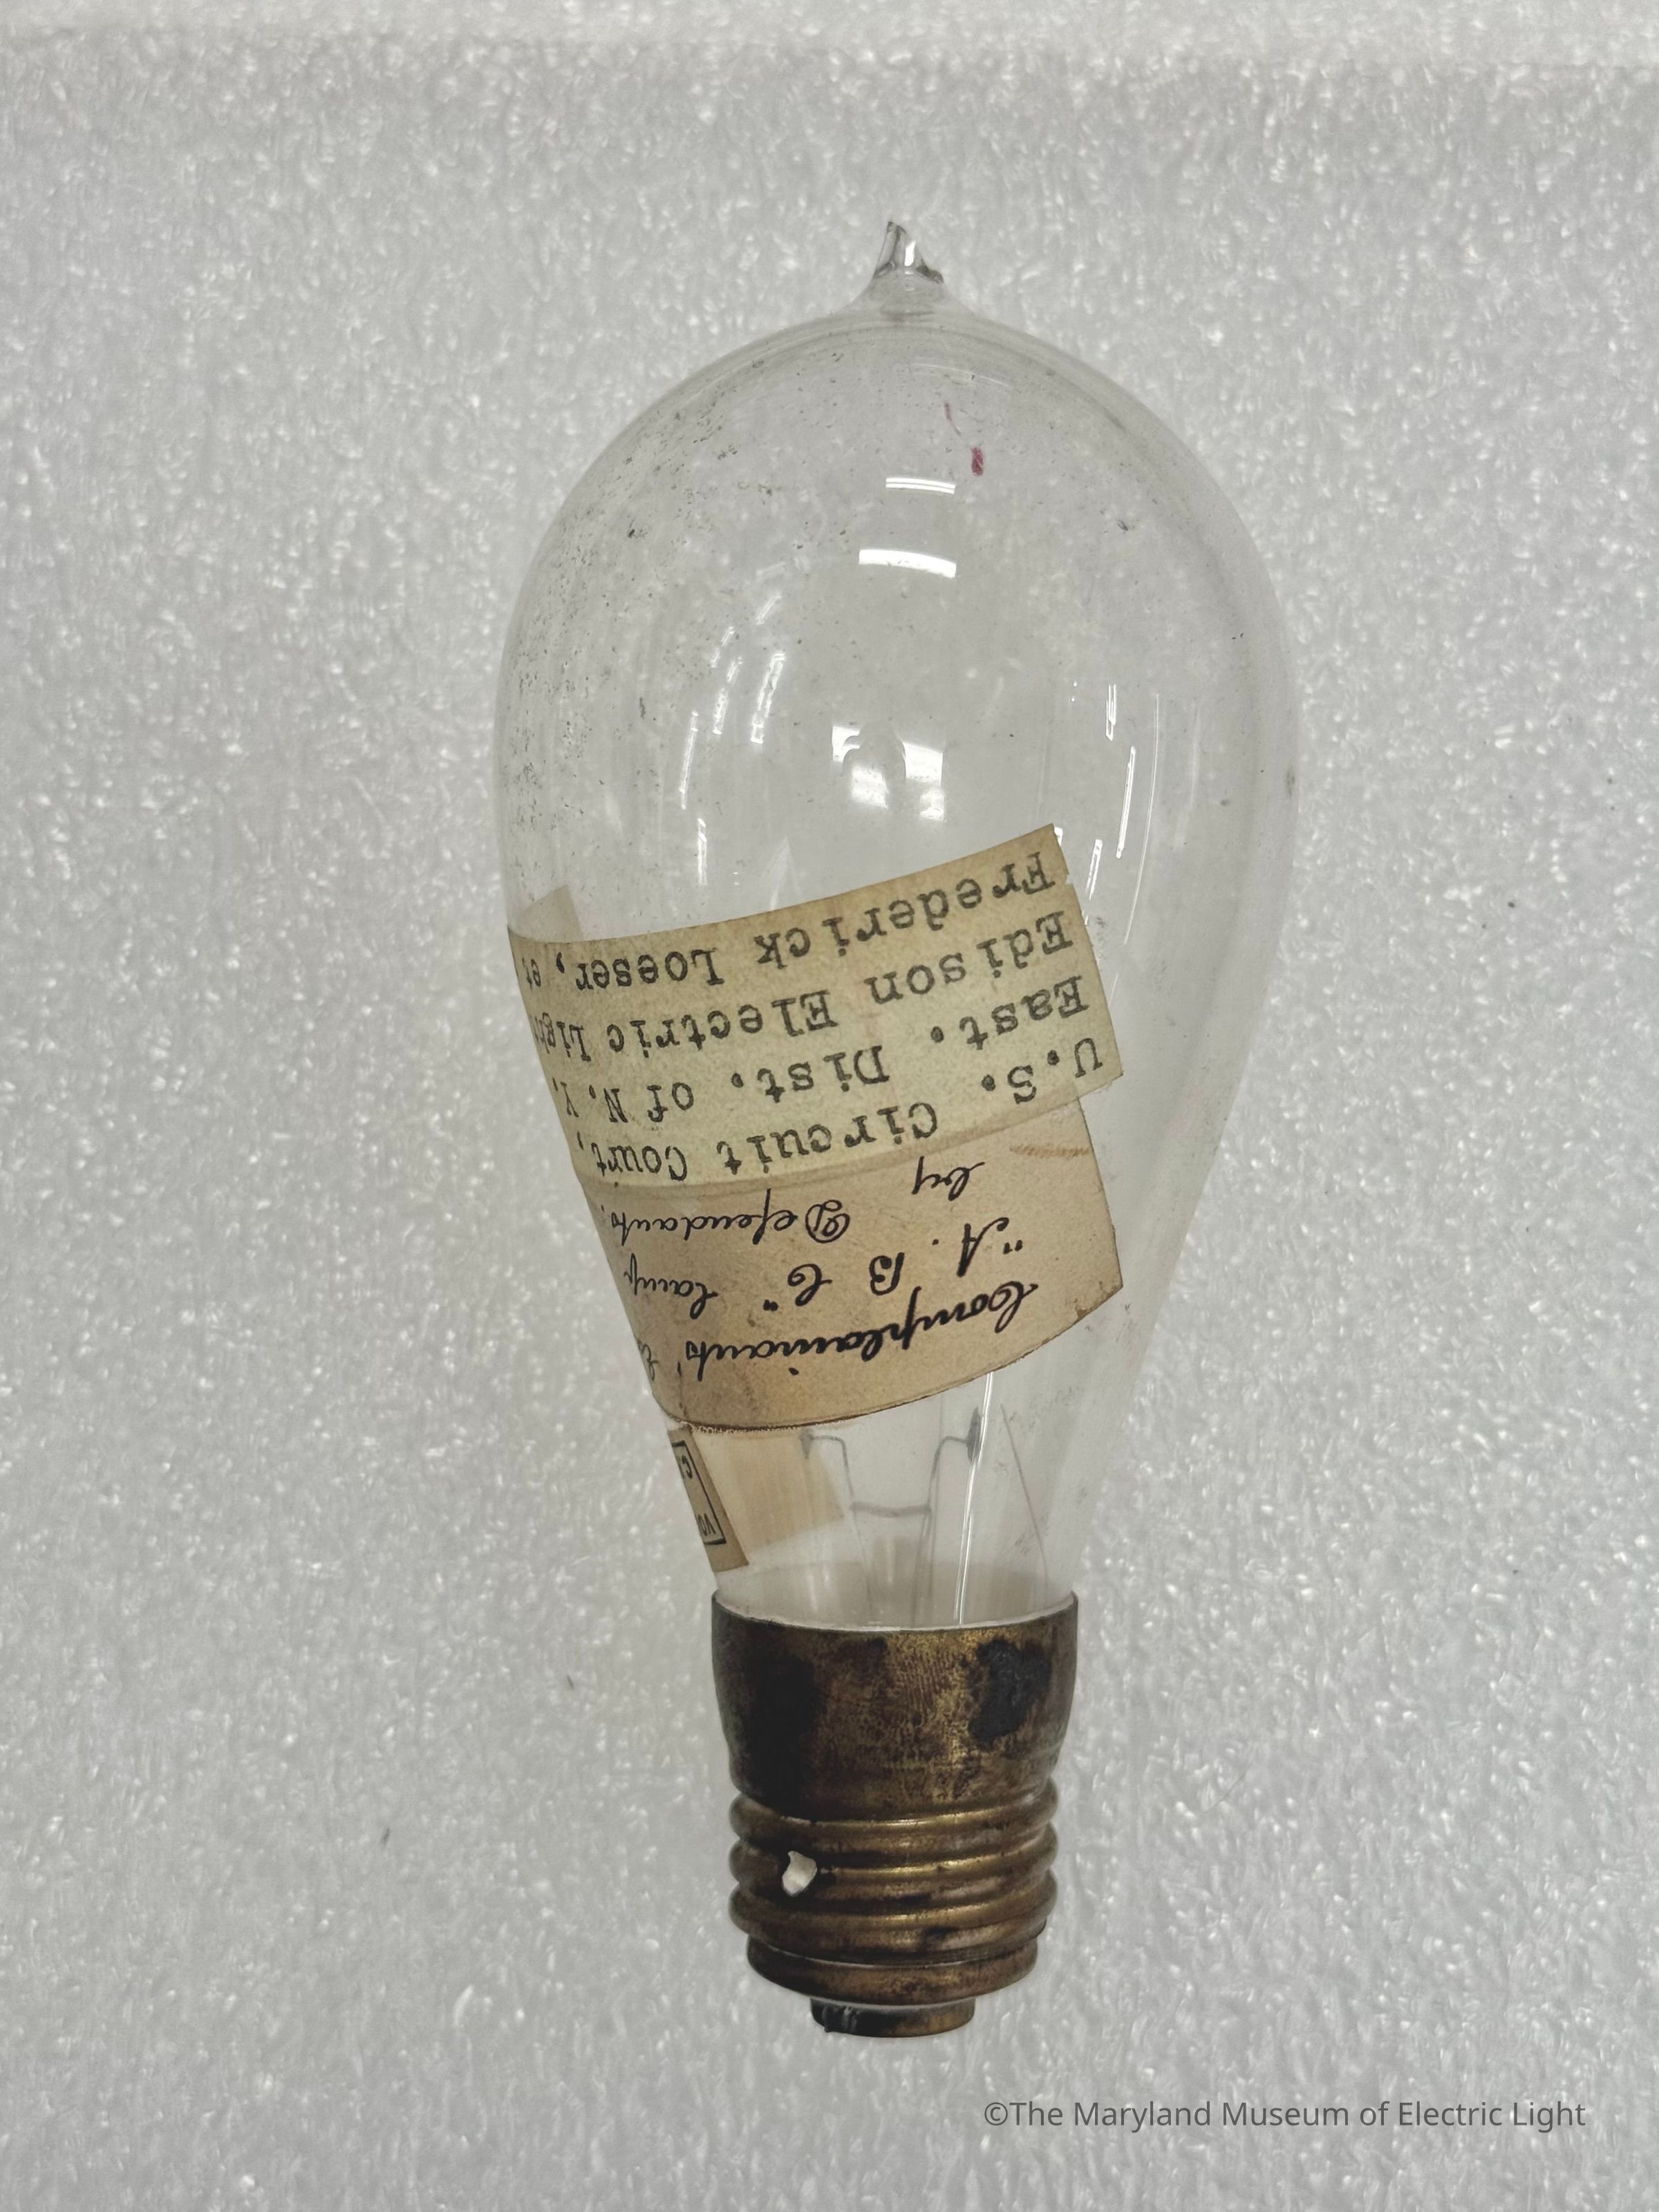 Complainants'
"A. B C" lamp
by Defendants.
U.S. Circuit Court,
East. Dist. of N.Y.
Edison Electric Ligh
Frederick Loeser, et
©The Maryland Museum of Electric Light